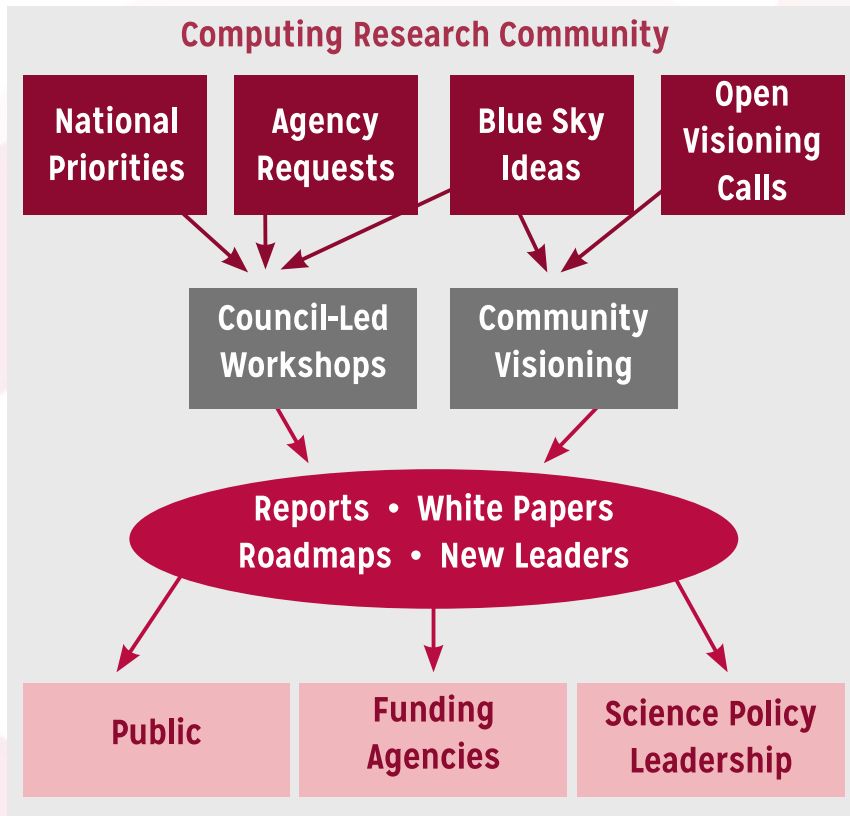 Computing Research Community
National
Priorities
Agency
Requests
Blue Sky
Ideas
Open
Visioning
Calls
Council-Led
Workshops
Community
Visioning
Reports • White Papers
Roadmaps • New Leaders
Public
Funding
Agencies
Science Policy
Leadership